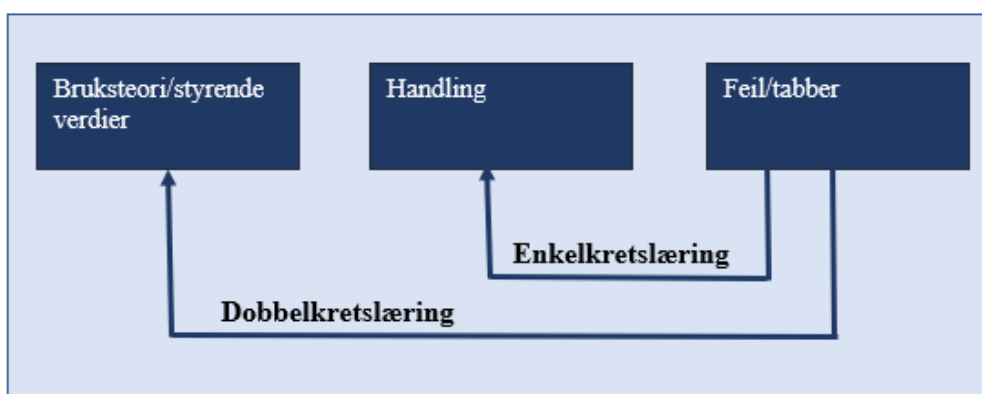 Bruksteori/styrende
verdier
Handling
Feil/tabber
Enkelkretslæring
Dobbelkretslæring